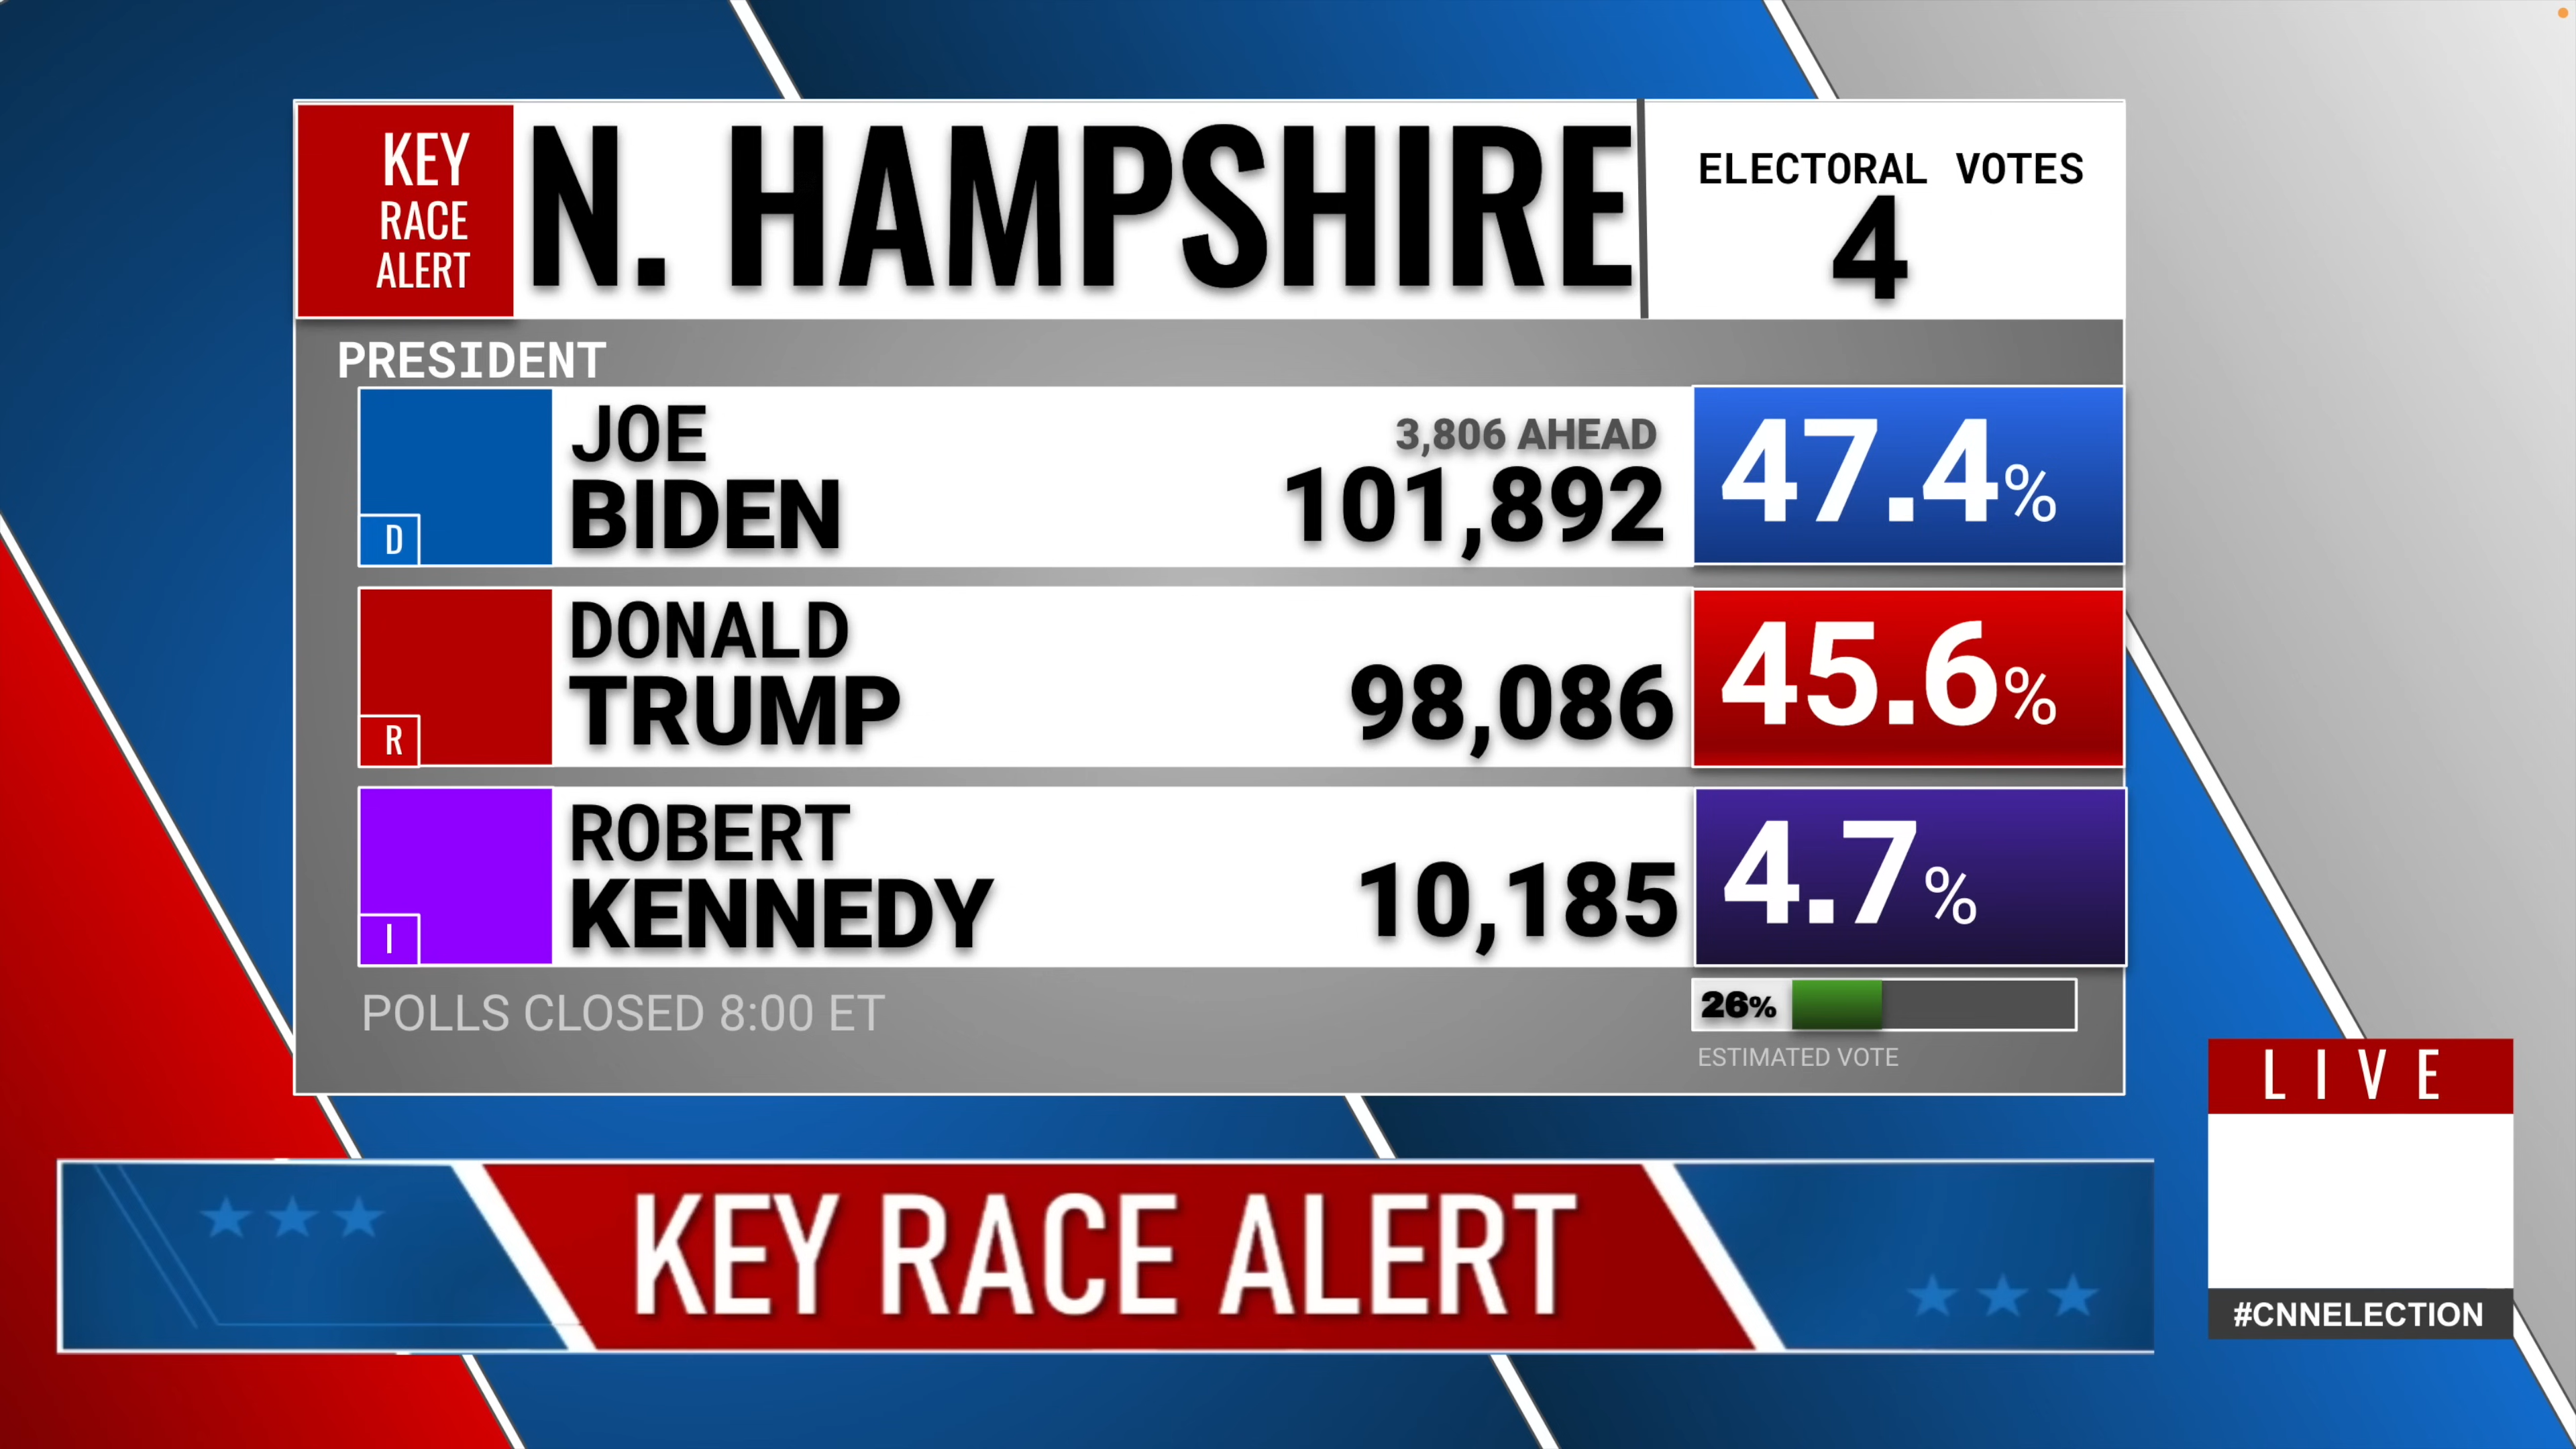 KEY
RACE
ALERT
N. HAMPSHIRE
ELECTORAL VOTES
4
PRESIDENT
JOE
BIDEN
D
3,806 AHEAD
101,892
47.4%
DONALD
TRUMP
R
98,086
45.6%
ROBERT
KENNEDY
I
10,185
4.7%
POLLS CLOSED 8:00 ET
26%
ESTIMATED VOTE
LIVE
KEY RACE ALERT
#CNNELECTION